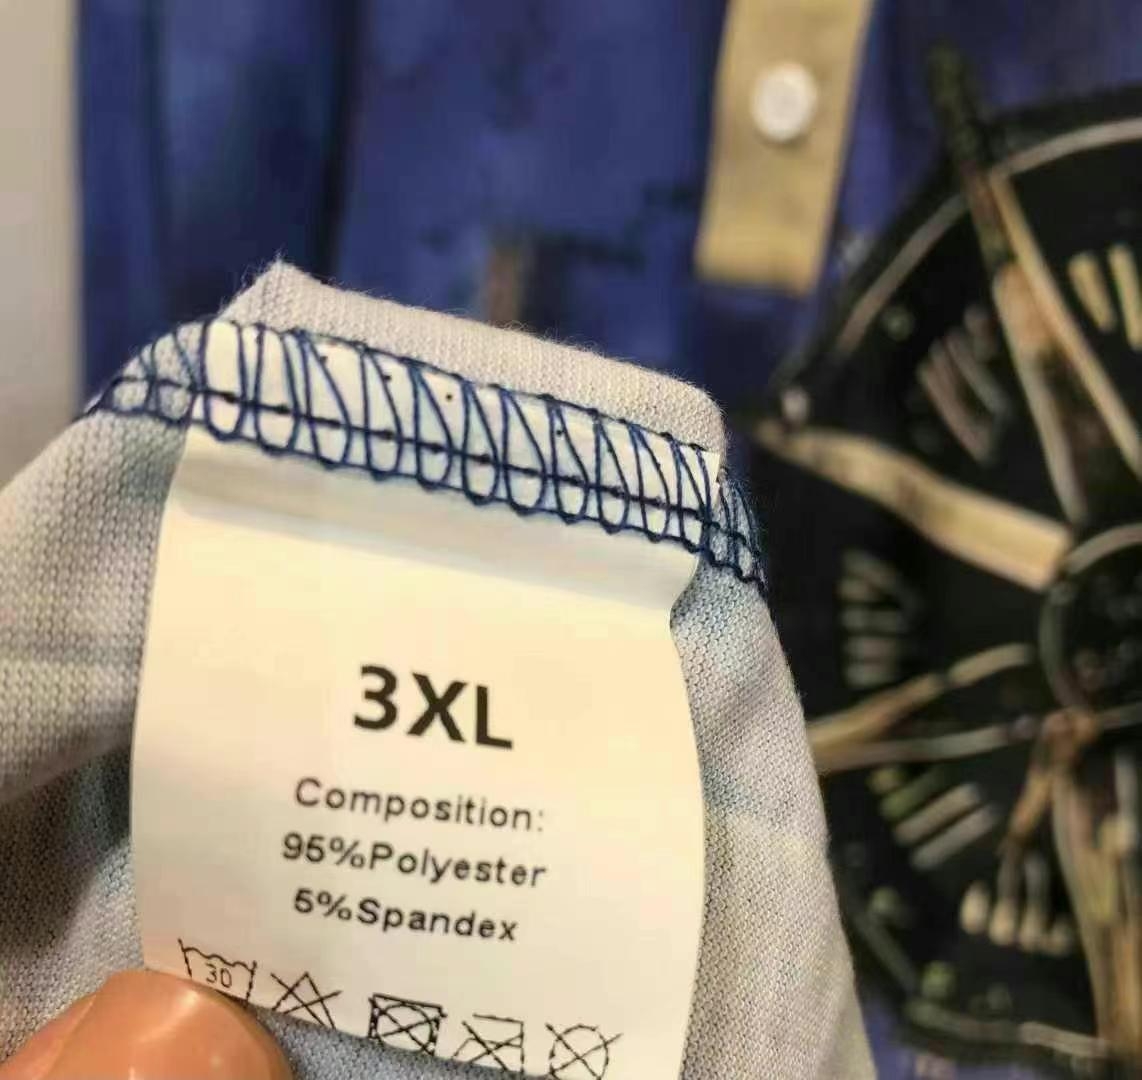 3XL
Composition:
95%Polyester
5%Spandex
30